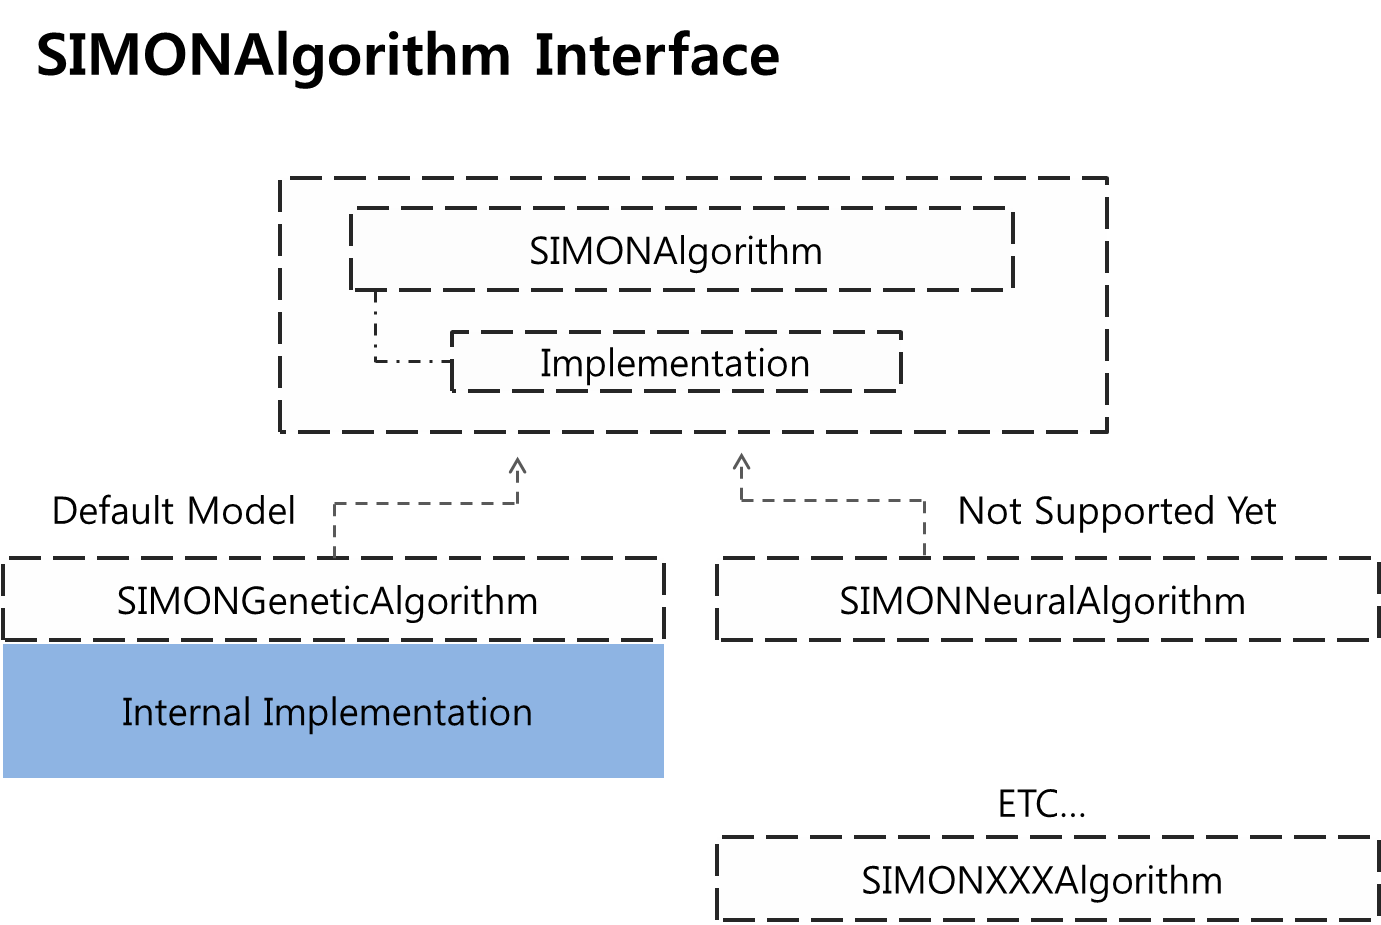 SIMONAlgorithm Interface
SIMONAlgorithm
Implementation
Default Model
Not Supported Yet
SIMONGeneticAlgorithm
SIMONNeuralAlgorithm
Internal Implementation
ETC...
SIMONXXXAlgorithm